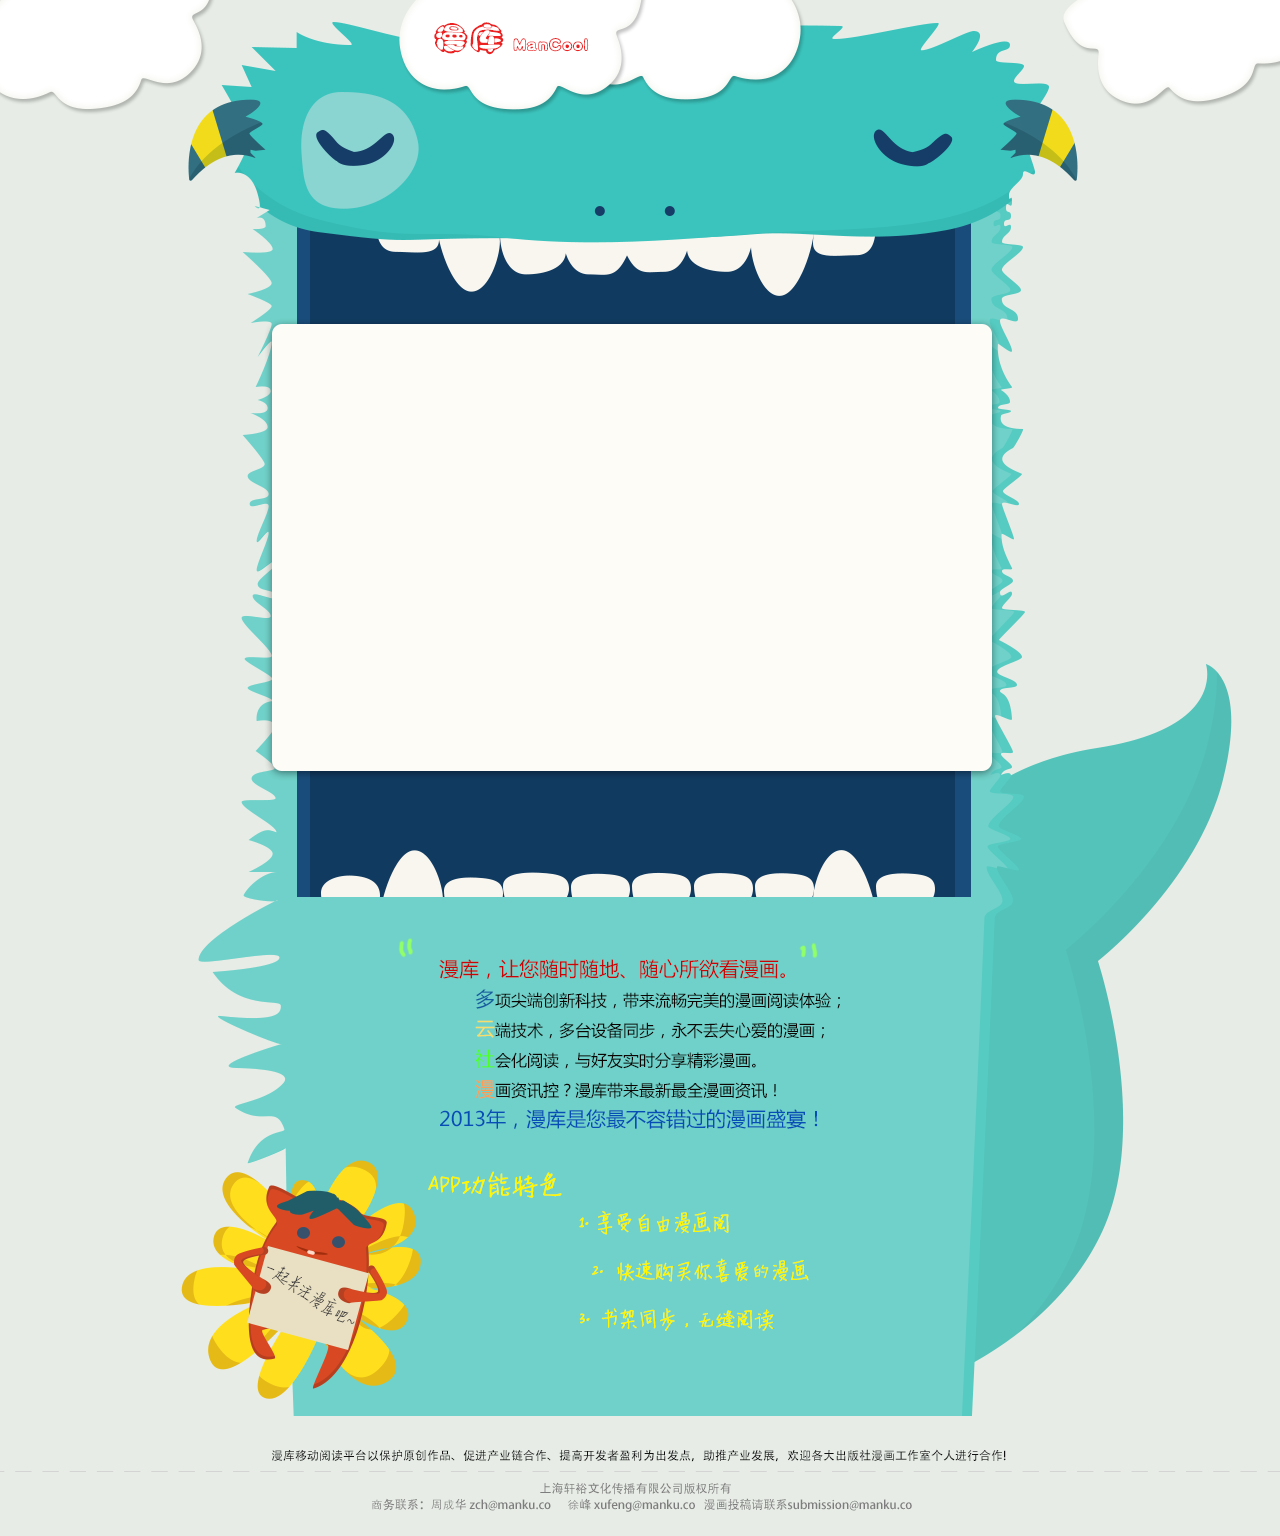 漫库 ManCool
“ 漫库，让您随时随地、随心所欲看漫画。 ”
多项尖端创新科技，带来流畅完美的漫画阅读体验；
云端技术，多台设备同步，永不丢失心爱的漫画；
社会化阅读，与好友实时分享精彩漫画。
漫画资讯控？漫库带来最新最全漫画资讯！
2013年，漫库是您最不容错过的漫画盛宴！
APP功能特色
1. 享受自由漫画阅
2. 快速购买你喜爱的漫画
3. 书架同步，无缝阅读
一起关注漫库吧~
漫库移动阅读平台以保护原创作品、促进产业链合作、提高开发者盈利为出发点，助推产业发展，欢迎各大出版社漫画工作室个人进行合作!
上海轩裕文化传播有限公司版权所有
商务联系：周成华 zch@manku.co 徐峰 xufeng@manku.co 漫画投稿请联系submission@manku.co